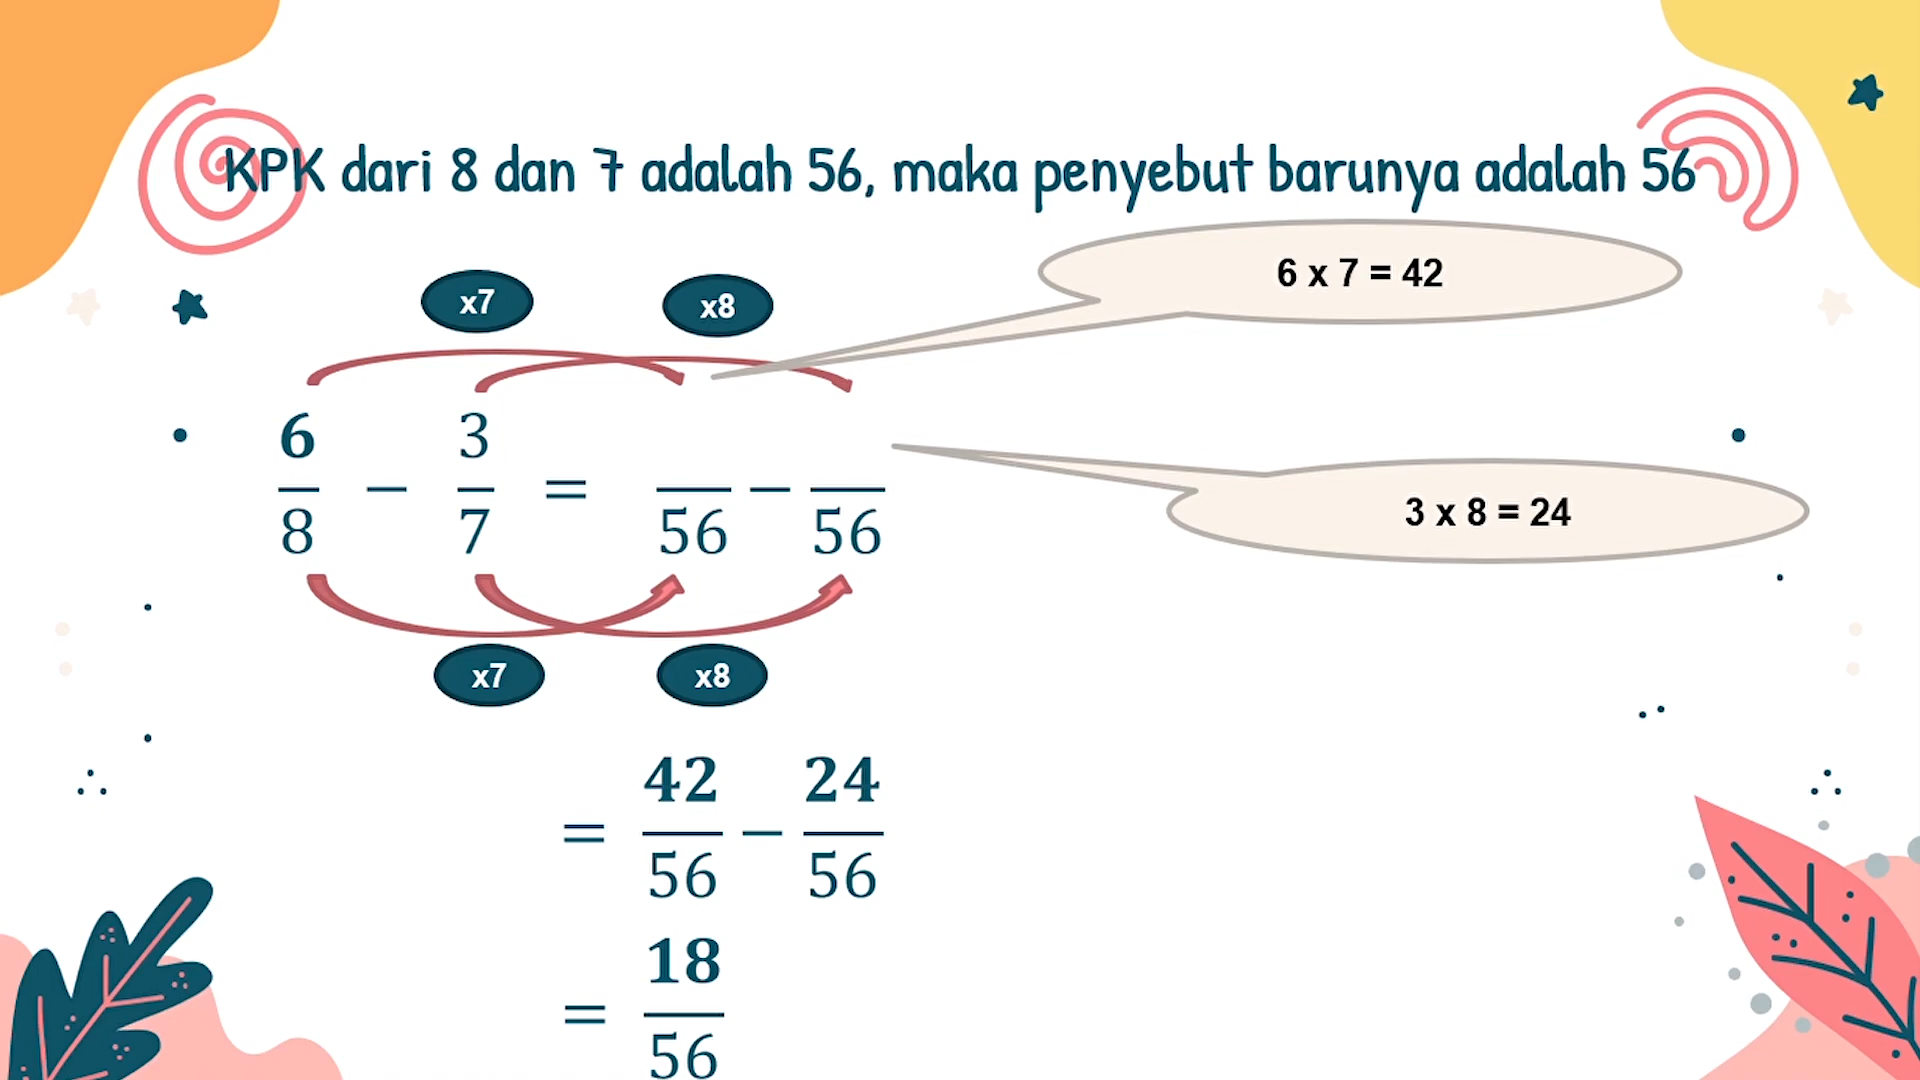 KPK dari 8 dan 7 adalah 56, maka penyebut barunya adalah 56
6 x 7 = 42
x7 x8
6/8 − 3/7 = /56 − /56
3 x 8 = 24
x7 x8
= 42/56 − 24/56
= 18/56